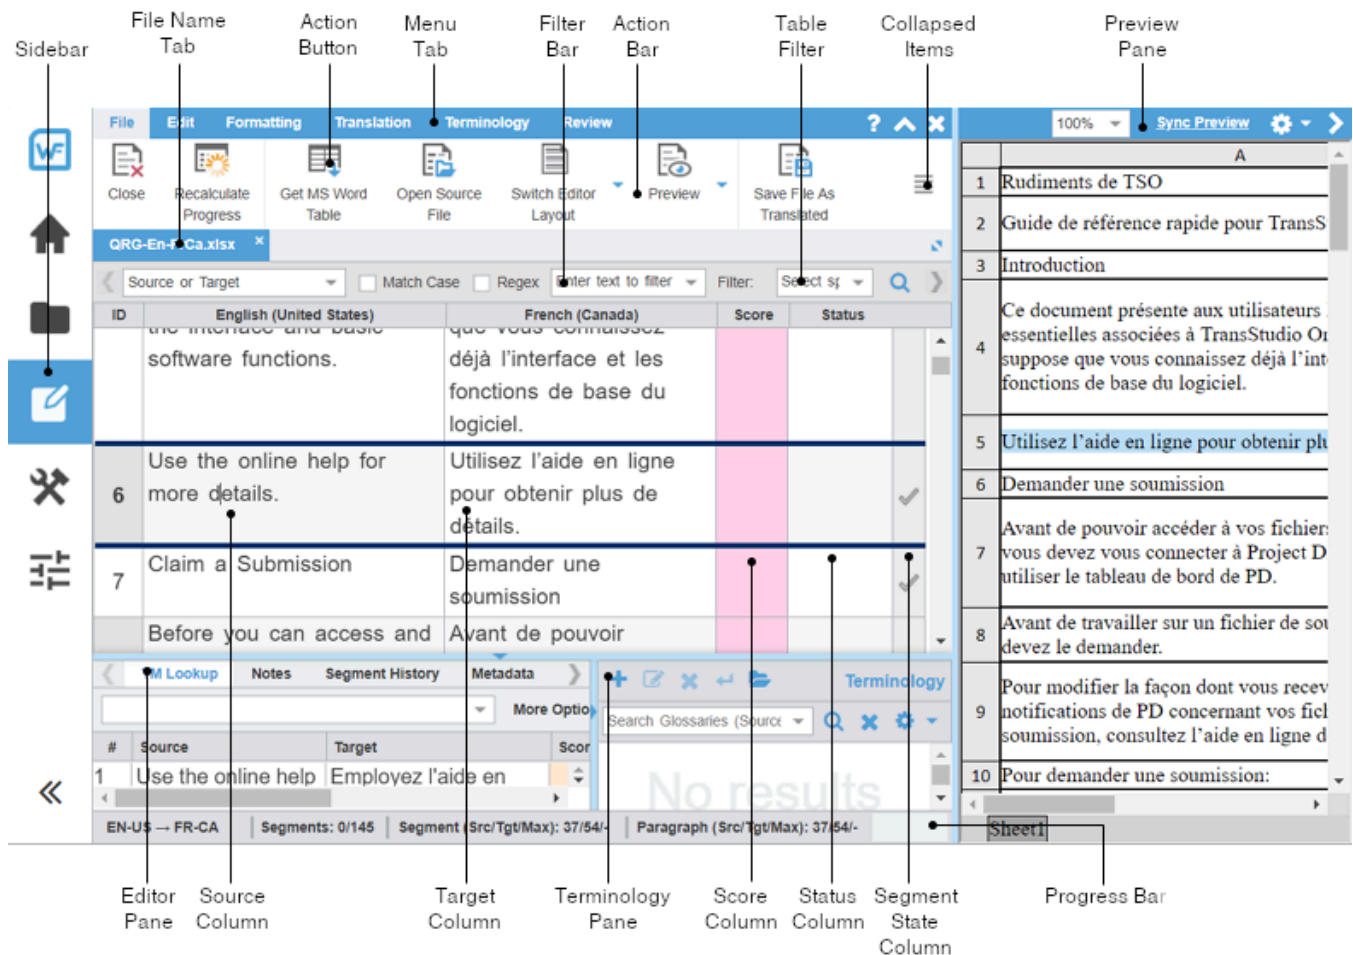 File Name
Tab
Action
Button
Menu
Tab
Filter
Bar
Action
Bar
Table
Filter
Collapsed
Items
Preview
Pane
Sidebar
WF
File Edit Formatting Translation Terminology Review ?
Close
Recalculate
Progress
Get MS Word
Table
Open Source
File
Switch Editor
Layout
Preview
Save File As
Translated
QRG-En-Ca.xlsx ×
Source or Target Match Case Regex Enter text to filter Filter: Select sp
ID English (United States) French (Canada) Score Status
the interface and basic
software functions.
que vous connaissez
déjà l'interface et les
fonctions de base du
logiciel.
6
Use the online help for
more details.
Utilisez l'aide en ligne
pour obtenir plus de
détails.
7
Claim a Submission
Demander une
soumission
Before you can access and
Avant de pouvoir
TM Lookup Notes Segment History Metadata
More Optio
# Source Target Scor
1 Use the online help Employez l'aide en
Terminology
Search Glossaries (Source
No results
EN-US → FR-CA Segments: 0/145 Segment (Src/Tgt/Max): 37/54/- Paragraph (Src/Tgt/Max): 37/54/-
100% Sync Preview
A
1 Rudiments de TSO
2 Guide de référence rapide pour TransS
3 Introduction
4
Ce document présente aux utilisateurs
essentielles associées à TransStudio On
suppose que vous connaissez déjà l'int
fonctions de base du logiciel.
5 Utilisez l'aide en ligne pour obtenir plu
6 Demander une soumission
7
Avant de pouvoir accéder à vos fichiers
vous devez vous connecter à Project D
utiliser le tableau de bord de PD.
8
Avant de travailler sur un fichier de sou
devez le demander.
9
Pour modifier la façon dont vous recev
notifications de PD concernant vos fich
soumission, consultez l'aide en ligne d
10 Pour demander une soumission:
Sheet1
Editor
Pane
Source
Column
Target
Column
Terminology
Pane
Score
Column
Status
Column
Segment
State
Column
Progress Bar